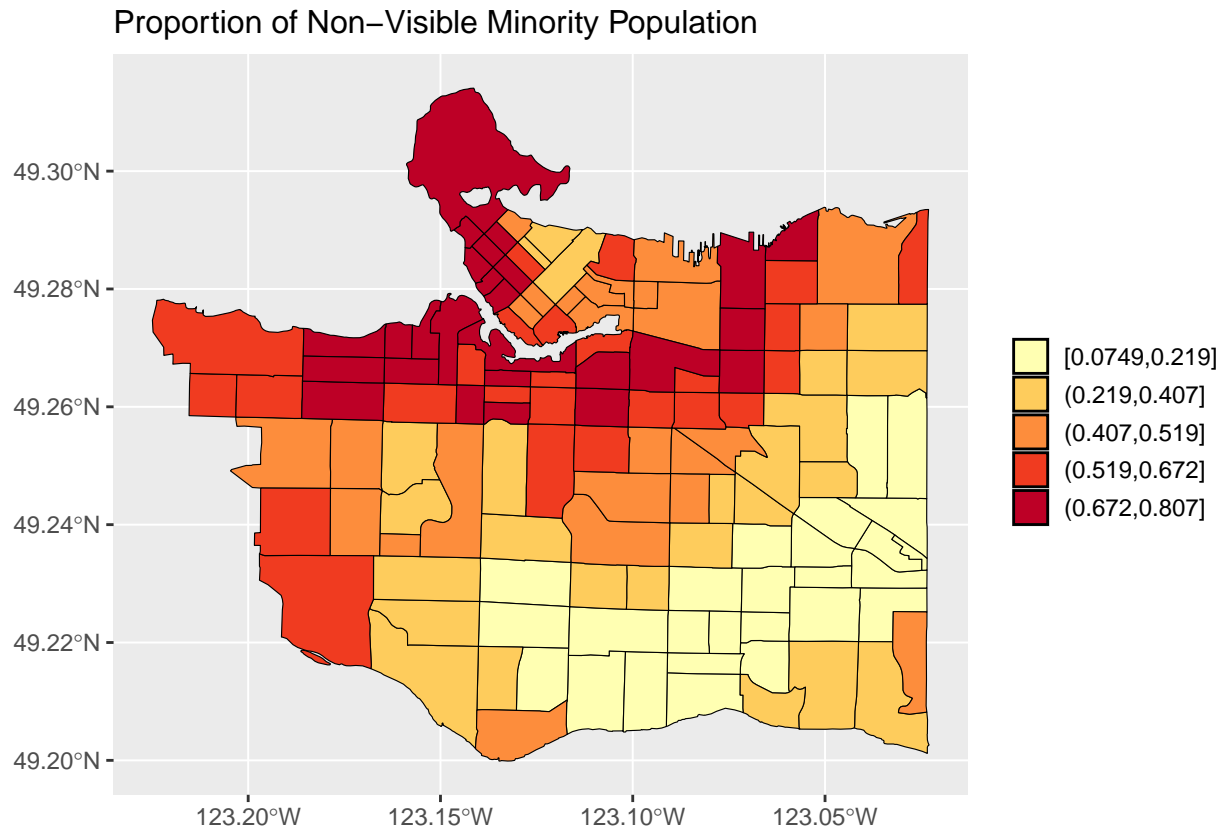 Proportion of Non−Visible Minority Population
49.30°N
49.28°N
49.26°N
49.24°N
49.22°N
49.20°N
123.20°W
123.15°W
123.10°W
123.05°W
[0.0749,0.219]
(0.219,0.407]
(0.407,0.519]
(0.519,0.672]
(0.672,0.807]